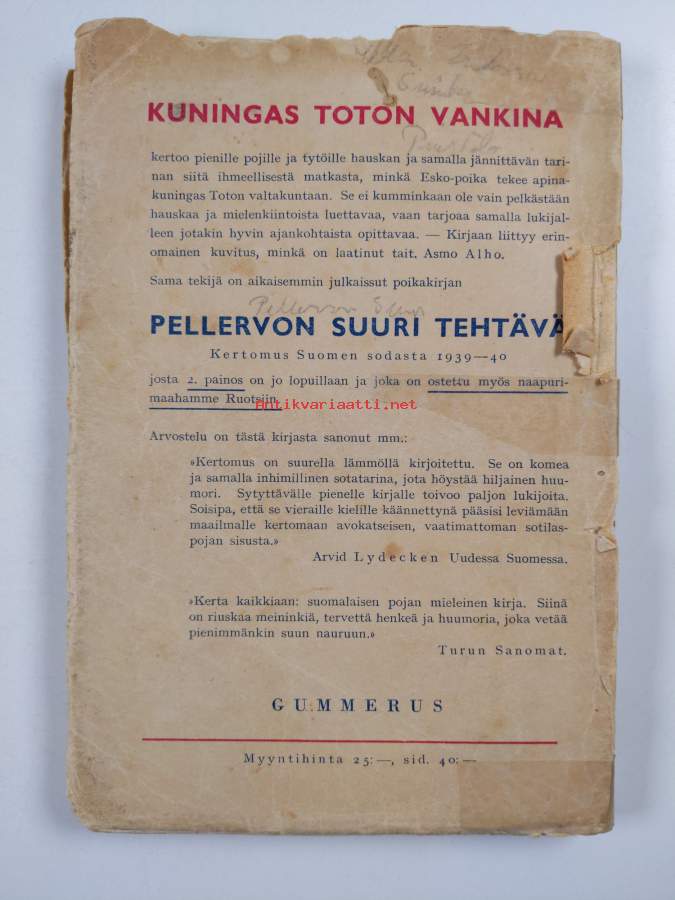 KUNINGAS TOTON VANKINA
kertoo pienille pojille ja tytöille hauskan ja samalla jännittävän tari-
nan siitä ihmeellisestä matkasta, minkä Esko-poika tekee apina-
kuningas Toton valtakuntaan. Se ei kumminkaan ole vain pelkästään
hauskaa ja mielenkiintoista luettavaa, vaan tarjoaa samalla lukijal-
leen jotakin hyvin ajankohtaista opittavaa. — Kirjaan liittyy erin-
omainen kuvitus, minkä on laatinut tait. Asmo Alho.
Sama tekijä on aikaisemmin julkaissut poikakirjan
Pellervon
PELLERVON SUURI TEHTÄVÄ
Kertomus Suomen sodasta 1939—40
josta 2. painos on jo lopuillaan ja joka on ostettu myös naapuri-
maahamme Ruotsiin.
Antikvariaatti.net
Arvostelu on tästä kirjasta sanonut mm.:
»Kertomus on suurella lämmöllä kirjoitettu. Se on komea
ja samalla inhimillinen sotatarina, jota höystää hiljainen huu-
mori. Sytyttävälle pienelle kirjalle toivoo paljon lukijoita.
Soisipa, että se vieraille kielille käännettynä pääsisi leviämään
maailmalle kertomaan avokatseisen, vaatimattoman sotilas-
pojan sisusta.»
Arvid Lydecken Uudessa Suomessa.
»Kerta kaikkiaan: suomalaisen pojan mieleinen kirja. Siinä
on riuskaa meininkiä, tervettä henkeä ja huumoria, joka vetää
pienimmänkin suun nauruun.»
Turun Sanomat.
GUMMERUS
Myyntihinta 25:—, sid. 40:—